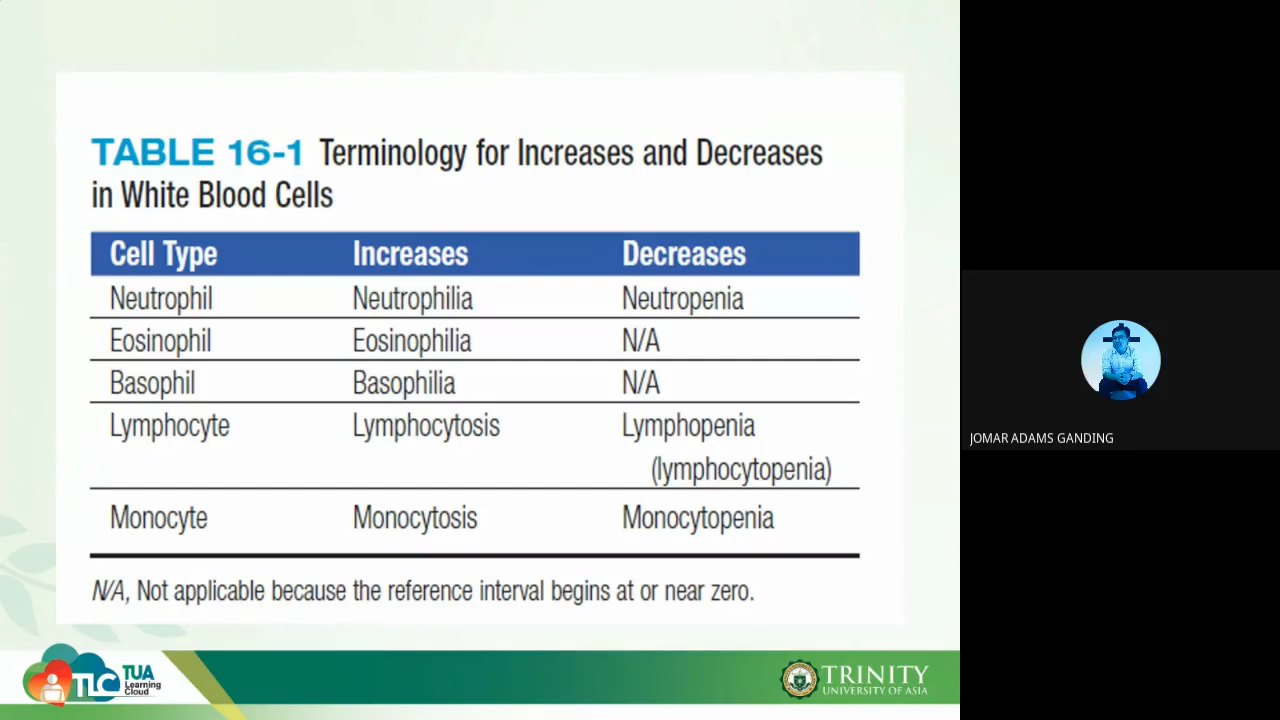 TABLE 16-1 Terminology for Increases and Decreases
in White Blood Cells
Cell Type Increases Decreases
Neutrophil Neutrophilia Neutropenia
Eosinophil Eosinophilia N/A
Basophil Basophilia N/A
Lymphocyte Lymphocytosis Lymphopenia
(lymphocytopenia)
Monocyte Monocytosis Monocytopenia
N/A, Not applicable because the reference interval begins at or near zero.
JOMAR ADAMS GANDING
TLC TUA
Learning
Cloud
TRINITY
UNIVERSITY OF ASIA